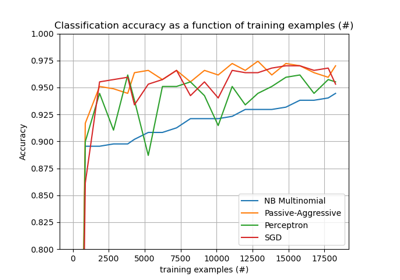 Classification accuracy as a function of training examples (#)
1.000
0.975
0.950
0.925
0.900
0.875
0.850
0.825
0.800
Accuracy
NB Multinomial
Passive-Aggressive
Perceptron
SGD
0 2500 5000 7500 10000 12500 15000 17500
training examples (#)